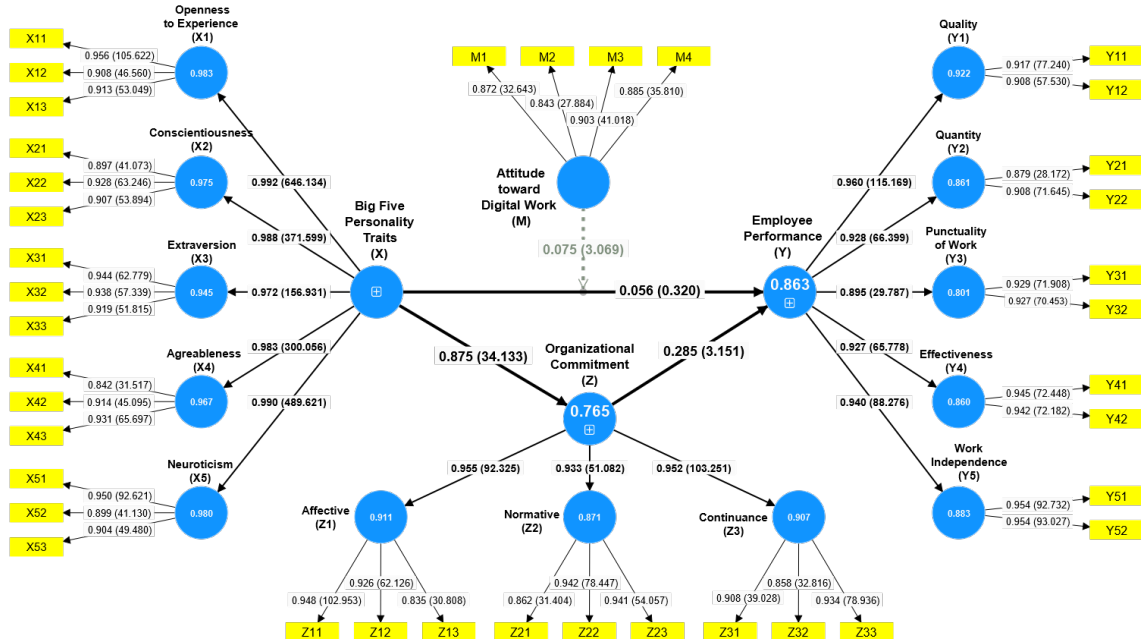 Openness
to Experience
(X1)
X11
X12
X13
0.956 (105.622)
0.908 (46.560)
0.913 (53.049)
0.983
Conscientiousness
(X2)
X21
X22
X23
0.897 (41.073)
0.928 (63.246)
0.907 (53.894)
0.975
Extraversion
(X3)
X31
X32
X33
0.944 (62.779)
0.938 (57.339)
0.919 (51.815)
0.945
Agreableness
(X4)
X41
X42
X43
0.842 (31.517)
0.914 (45.095)
0.931 (65.697)
0.967
Neuroticism
(X5)
X51
X52
X53
0.950 (92.621)
0.899 (41.130)
0.904 (49.480)
0.980
0.992 (646.134)
0.988 (371.599)
0.972 (156.931)
0.983 (300.056)
0.990 (489.621)
Big Five
Personality
Traits
(X)
M1
M2
M3
M4
0.872 (32.643)
0.843 (27.884)
0.903 (41.018)
0.885 (35.810)
Attitude
toward
Digital Work
(M)
0.075 (3.069)
0.056 (0.320)
0.875 (34.133)
0.285 (3.151)
Organizational
Commitment
(Z)
0.765
0.955 (92.325)
0.933 (51.082)
0.952 (103.251)
Affective
(Z1)
0.911
Normative
(Z2)
0.871
Continuance
(Z3)
0.907
0.948 (102.953)
0.926 (62.126)
0.835 (30.808)
0.862 (31.404)
0.942 (78.447)
0.941 (54.057)
0.908 (39.028)
0.858 (32.816)
0.934 (78.936)
Z11
Z12
Z13
Z21
Z22
Z23
Z31
Z32
Z33
Employee
Performance
(Y)
0.863
0.960 (115.169)
0.928 (66.399)
0.895 (29.787)
0.927 (65.778)
0.940 (88.276)
Quality
(Y1)
0.922
0.917 (77.240)
0.908 (57.530)
Y11
Y12
Quantity
(Y2)
0.861
0.879 (28.172)
0.908 (71.645)
Y21
Y22
Punctuality
of Work
(Y3)
0.801
0.929 (71.908)
0.927 (70.453)
Y31
Y32
Effectiveness
(Y4)
0.860
0.945 (72.448)
0.942 (72.182)
Y41
Y42
Work
Independence
(Y5)
0.883
0.954 (92.732)
0.954 (93.027)
Y51
Y52